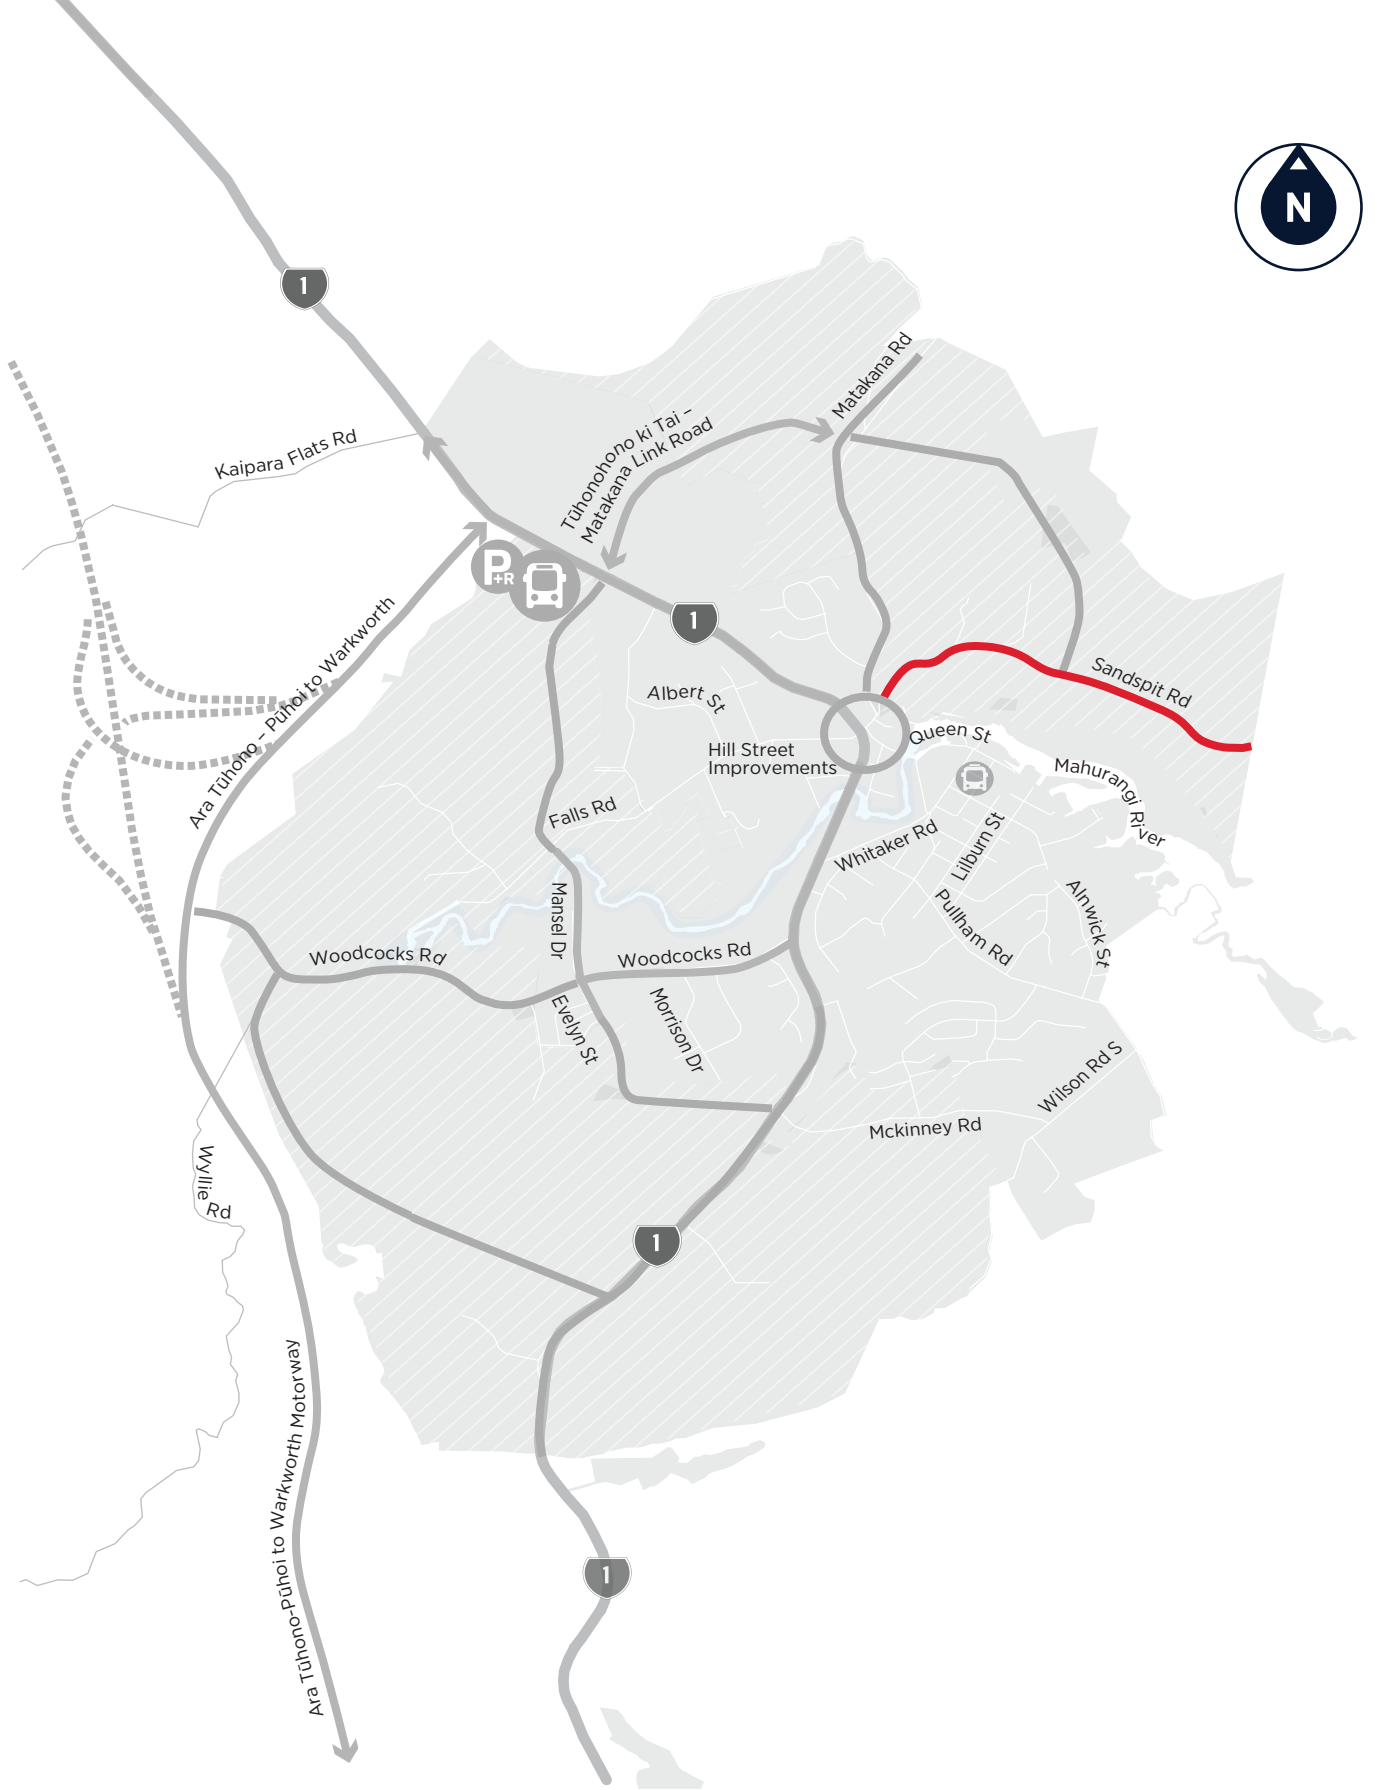 N
1
Matakana Rd
Tūhonohono ki Tai –
Matakana Link Road
Kaipara Flats Rd
P
+R
Ara Tūhono – Pūhoi to Warkworth
1
Sandspit Rd
Albert St
Queen St
Hill Street
Improvements
Mahurangi River
Falls Rd
Whitaker Rd
Lilburn St
Mansel Dr
Pullham Rd
Alnwick St
Woodcocks Rd
Woodcocks Rd
Evelyn St
Morrison Dr
Wilson Rd S
Mckinney Rd
Wyllie Rd
1
Ara Tūhono-Pūhoi to Warkworth Motorway
1